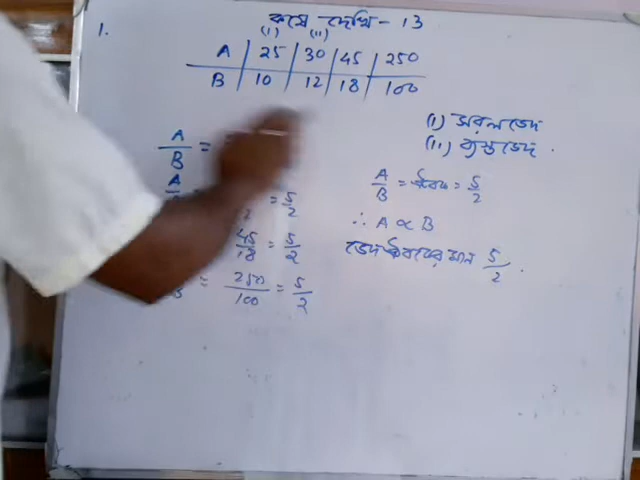 কষে দেখি - 13
1.
(i) (ii)
A | 25 | 30 | 45 | 250
B | 10 | 12 | 18 | 100
(i) সরলভেদ
(ii) ব্যস্তভেদ.
A/B =
A/B = ধ্রুবক = 5/2
A
= 5/2
∴ A ∝ B
45/18 = 5/2
ভেদ ধ্রুবকের মান 5/2.
= 250/100 = 5/2